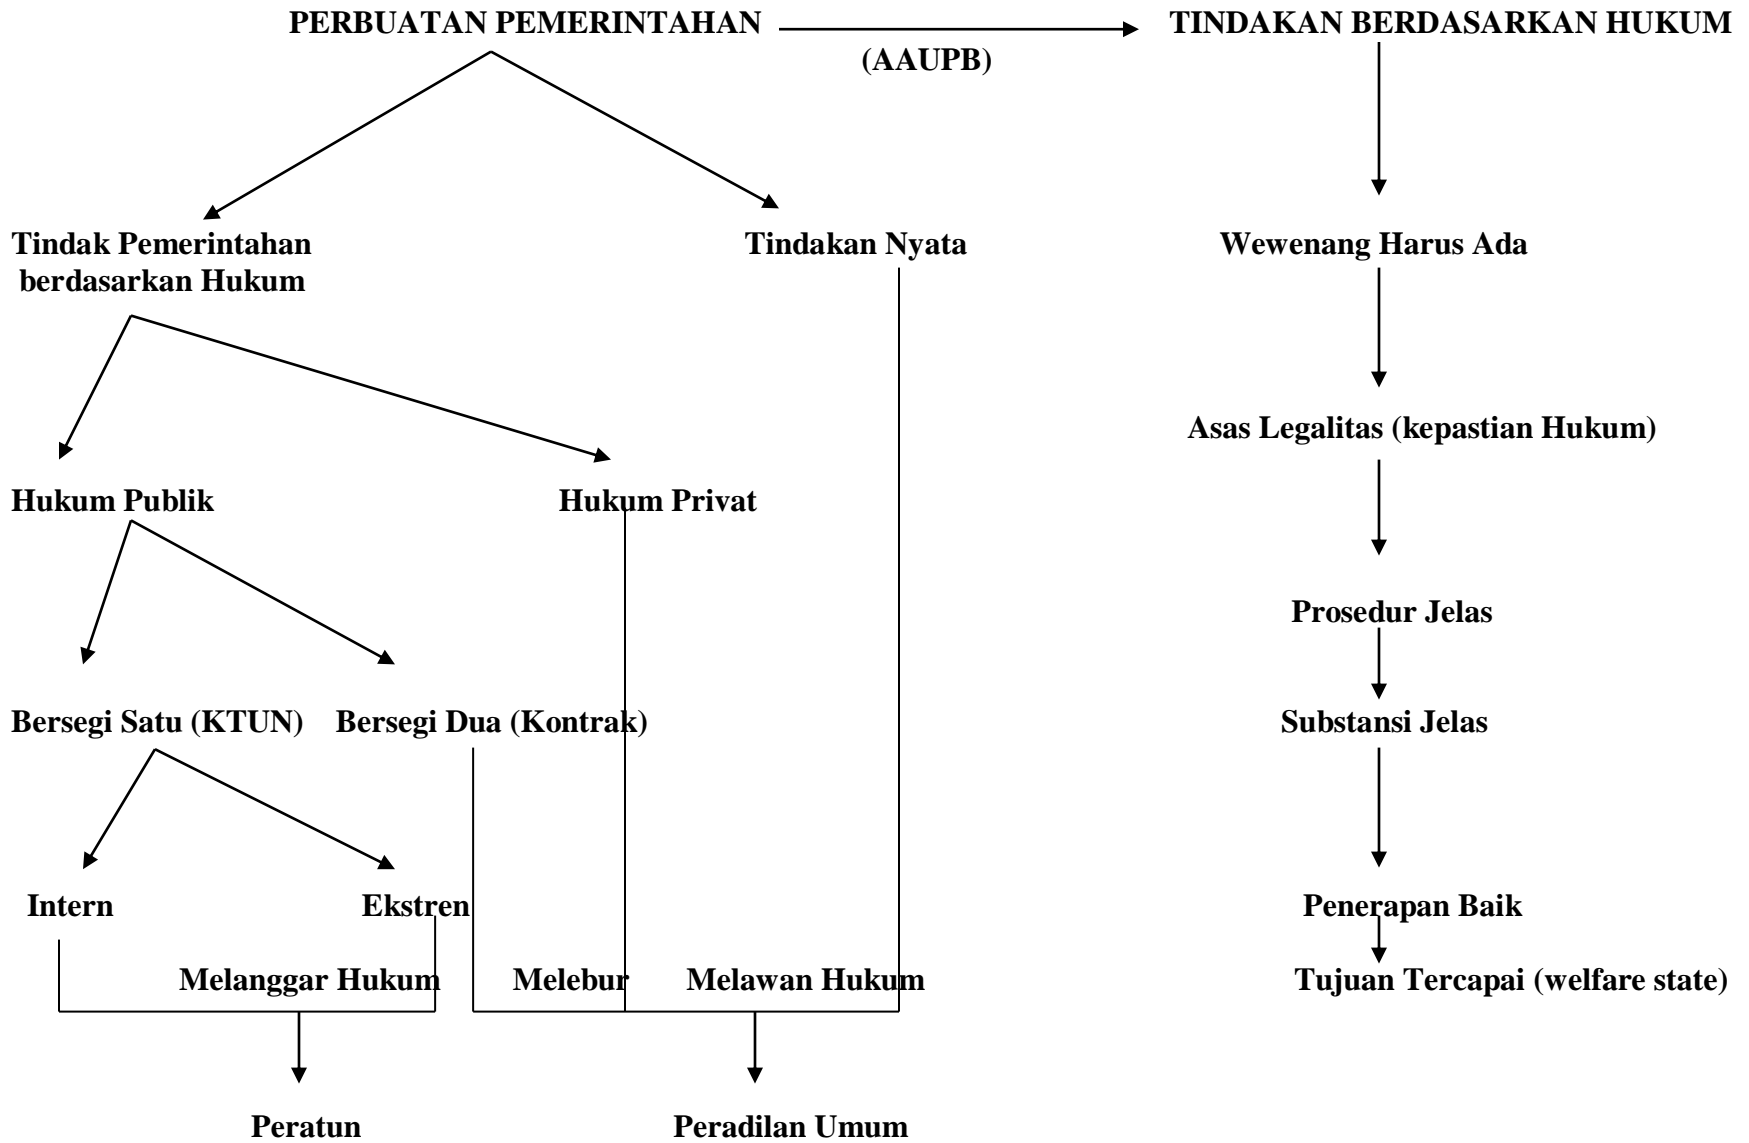 PERBUATAN PEMERINTAHAN
TINDAKAN BERDASARKAN HUKUM
(AAUPB)
Tindak Pemerintahan
berdasarkan Hukum
Tindakan Nyata
Wewenang Harus Ada
Asas Legalitas (kepastian Hukum)
Hukum Publik
Hukum Privat
Prosedur Jelas
Bersegi Satu (KTUN)
Bersegi Dua (Kontrak)
Substansi Jelas
Intern
Ekstren
Penerapan Baik
Melanggar Hukum
Melebur
Melawan Hukum
Tujuan Tercapai (welfare state)
Peratun
Peradilan Umum